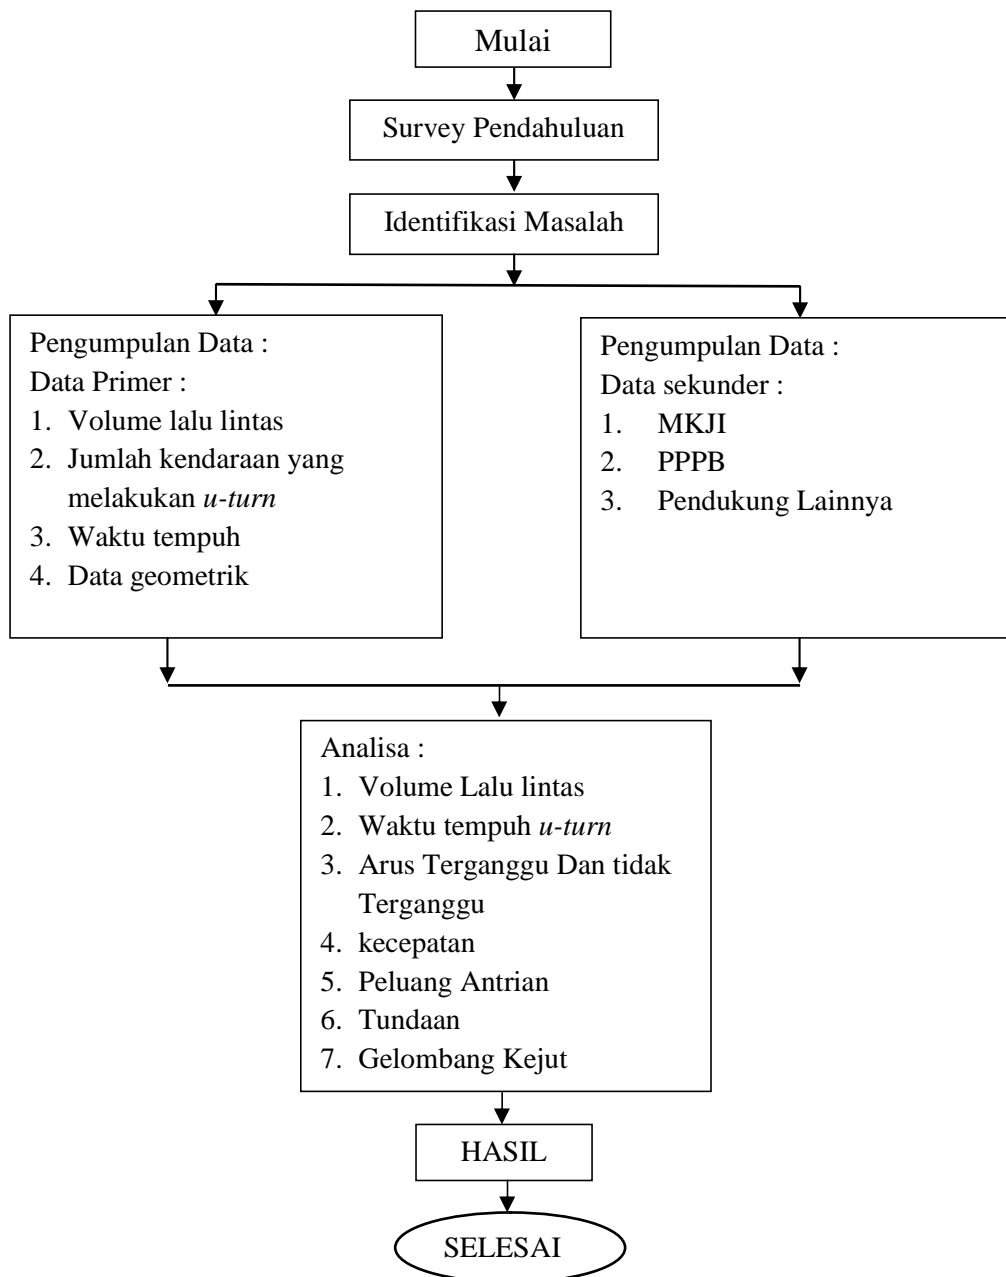 Mulai
Survey Pendahuluan
Identifikasi Masalah
Pengumpulan Data :
Data Primer :
1. Volume lalu lintas
2. Jumlah kendaraan yang
melakukan u-turn
3. Waktu tempuh
4. Data geometrik
Pengumpulan Data :
Data sekunder :
1. MKJI
2. PPPB
3. Pendukung Lainnya
Analisa :
1. Volume Lalu lintas
2. Waktu tempuh u-turn
3. Arus Terganggu Dan tidak
Terganggu
4. kecepatan
5. Peluang Antrian
6. Tundaan
7. Gelombang Kejut
HASIL
SELESAI